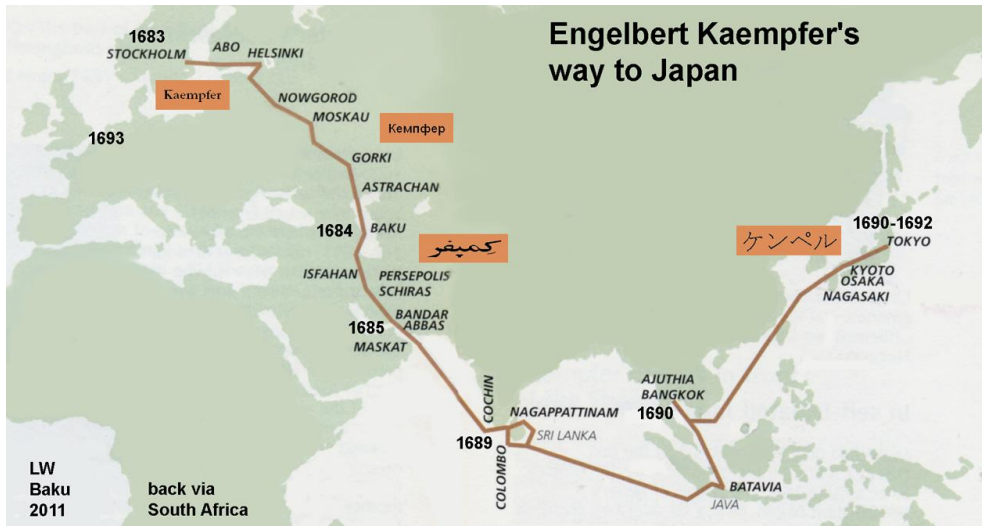 Engelbert Kaempfer's
way to Japan
1683
STOCKHOLM
ABO
HELSINKI
Kaempfer
NOWGOROD
MOSKAU
Кемпфер
1693
GORKI
ASTRACHAN
1684
BAKU
كمپفر
ケンペル
1690-1692
TOKYO
KYOTO
OSAKA
NAGASAKI
ISFAHAN
PERSEPOLIS
SCHIRAS
BANDAR
ABBAS
1685
MASKAT
COCHIN
AJUTHIA
BANGKOK
1690
NAGAPPATTINAM
SRI LANKA
1689
COLOMBO
BATAVIA
JAVA
LW
Baku
2011
back via
South Africa